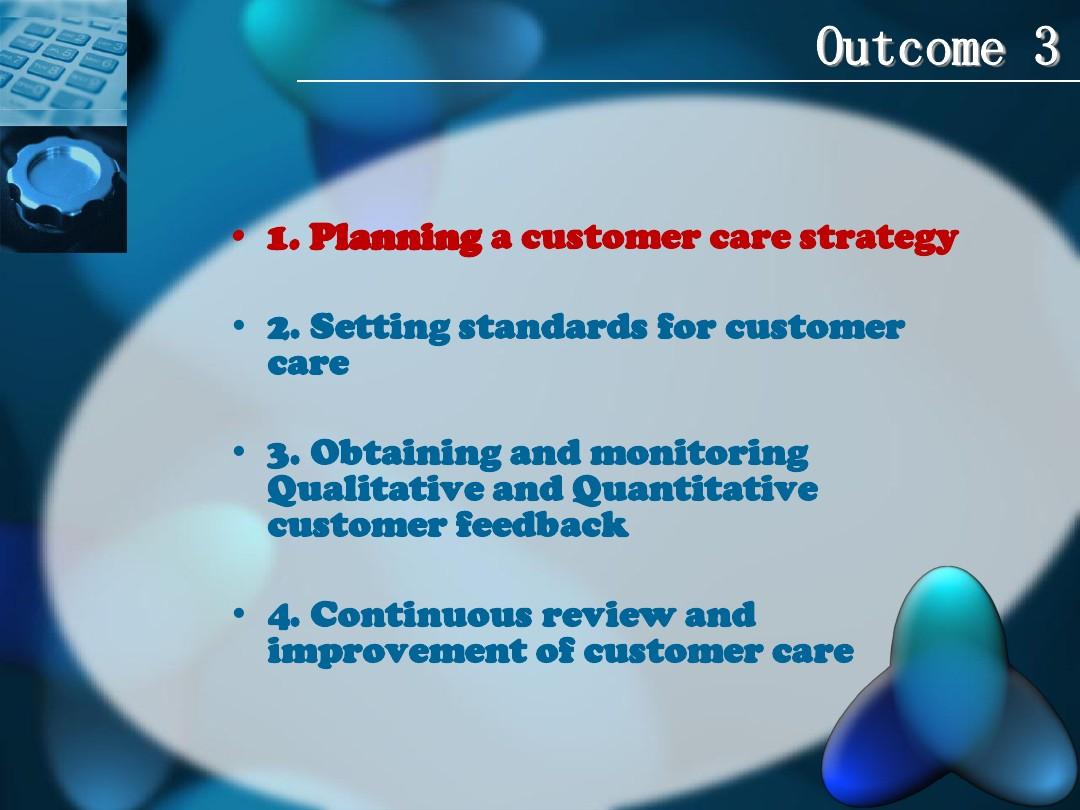 Outcome 3
• 1. Planning a customer care strategy
• 2. Setting standards for customer
care
• 3. Obtaining and monitoring
Qualitative and Quantitative
customer feedback
• 4. Continuous review and
improvement of customer care